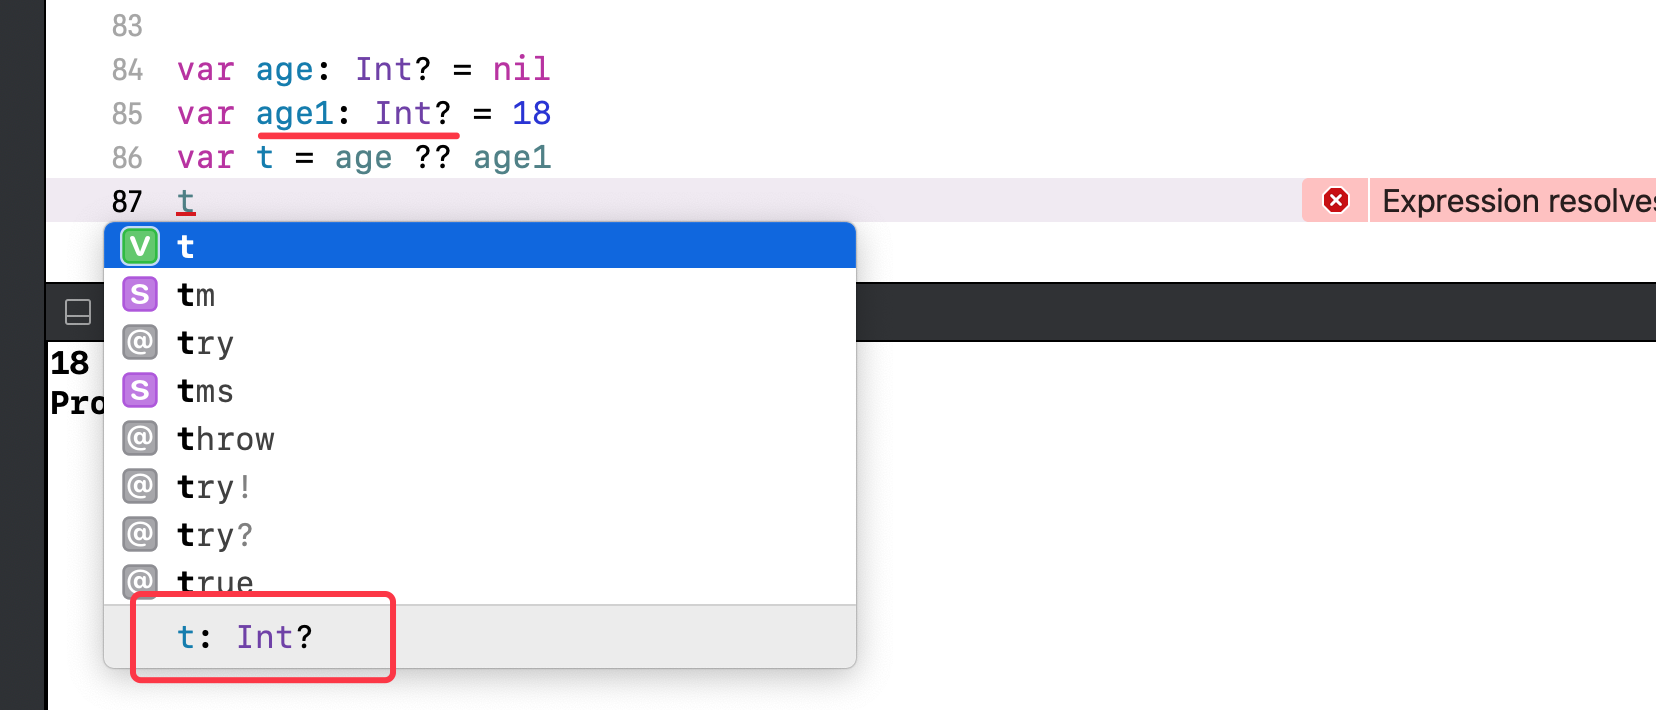 83
84 var age: Int? = nil
85 var age1: Int? = 18
86 var t = age ?? age1
87 t
Expression resolves
V t
S tm
@ try
S tms
@ throw
@ try!
@ try?
@ true
t: Int?
18
Pro